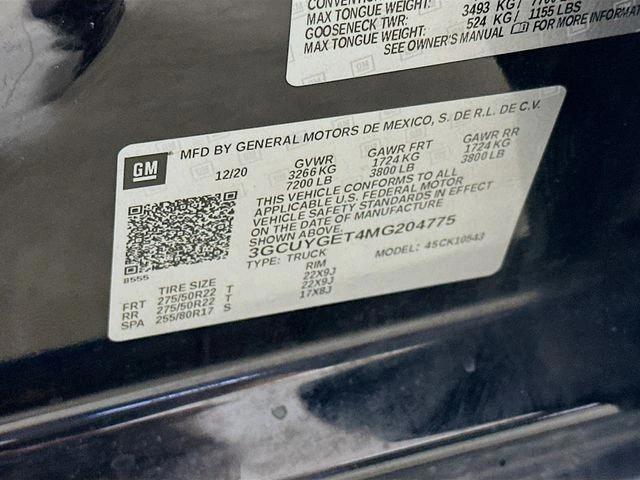 CONVENTION
MAX TONGUE WEIGHT: 3493 KG/
GOOSENECK TWR: 524 KG/ 1155 LBS
MAX TONGUE WEIGHT:
SEE OWNER'S MANUAL FOR MORE INFORMAT
GM
MFD BY GENERAL MOTORS DE MEXICO, S. DE R.L. DE C.V.
12/20 GVWR GAWR FRT GAWR RR
3266 KG 1724 KG 1724 KG
7200 LB 3800 LB 3800 LB
THIS VEHICLE CONFORMS TO ALL
APPLICABLE U.S. FEDERAL MOTOR
VEHICLE SAFETY STANDARDS IN EFFECT
ON THE DATE OF MANUFACTURE
SHOWN ABOVE.
3GCUYGET4MG204775
TYPE: TRUCK MODEL: 4SCK10543
8555
TIRE SIZE RIM
FRT 275/50R22 T 22X9J
RR 275/50R22 T 22X9J
SPA 255/80R17 S 17X8J